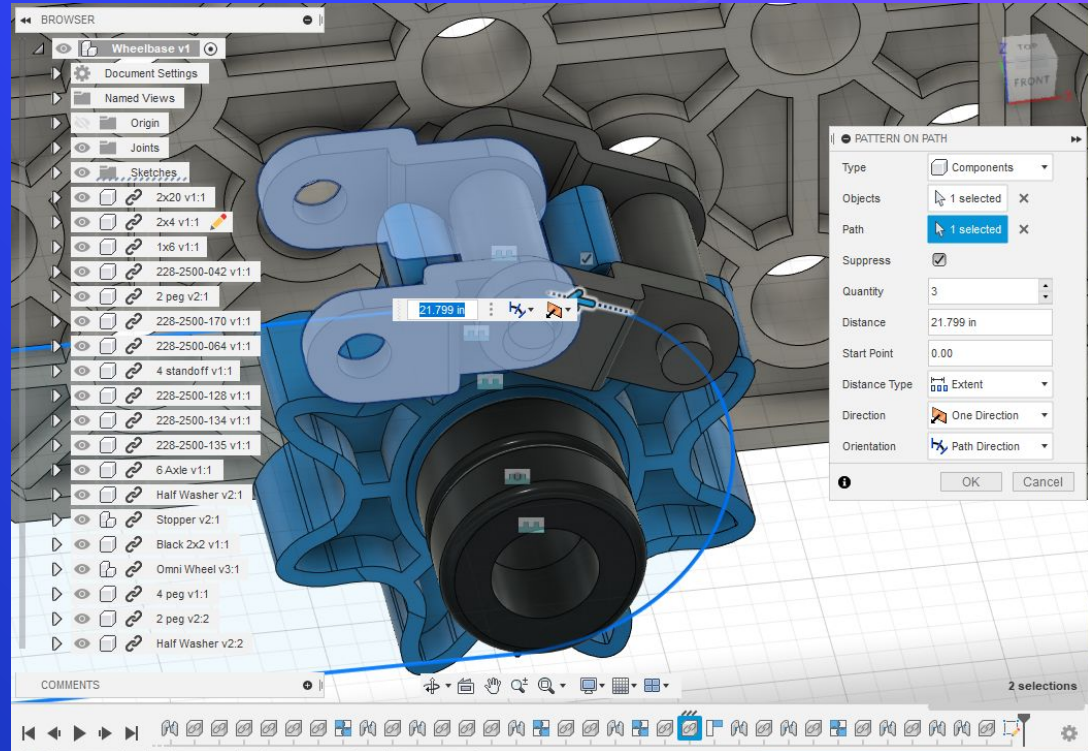 BROWSER
Wheelbase v1
Document Settings
Named Views
Origin
Joints
Sketches
2x20 v1:1
2x4 v1:1
1x6 v1:1
228-2500-042 v1:1
2 peg v2:1
228-2500-170 v1:1
228-2500-064 v1:1
4 standoff v1:1
228-2500-128 v1:1
228-2500-134 v1:1
228-2500-135 v1:1
6 Axle v1:1
Half Washer v2:1
Stopper v2:1
Black 2x2 v1:1
Omni Wheel v3:1
4 peg v1:1
2 peg v2:2
Half Washer v2:2
COMMENTS
21.799 in
Z
TOP
FRONT
PATTERN ON PATH
Type Components
Objects 1 selected
Path 1 selected
Suppress
Quantity 3
Distance 21.799 in
Start Point 0.00
Distance Type Extent
Direction One Direction
Orientation Path Direction
OK Cancel
2 selections